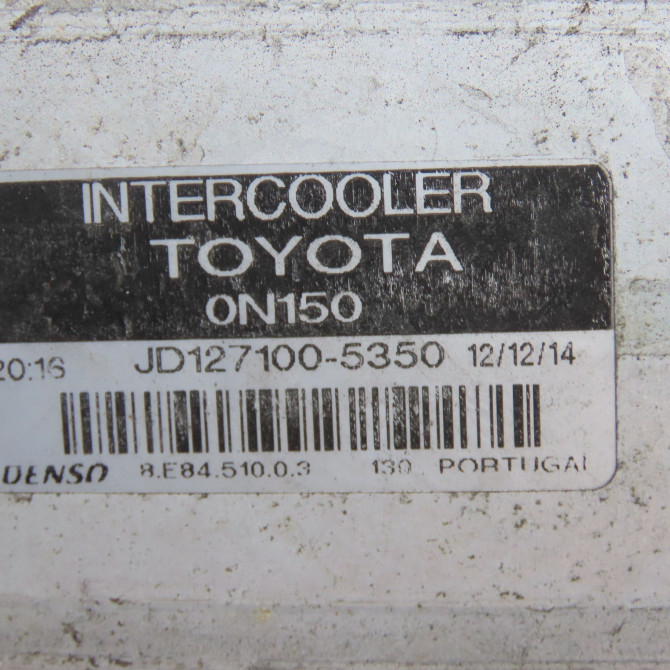 INTERCOOLER
TOYOTA
0N150
20:16 JD127100-5350 12/12/14
DENSO 8.E84.510.0.3 130 PORTUGAL